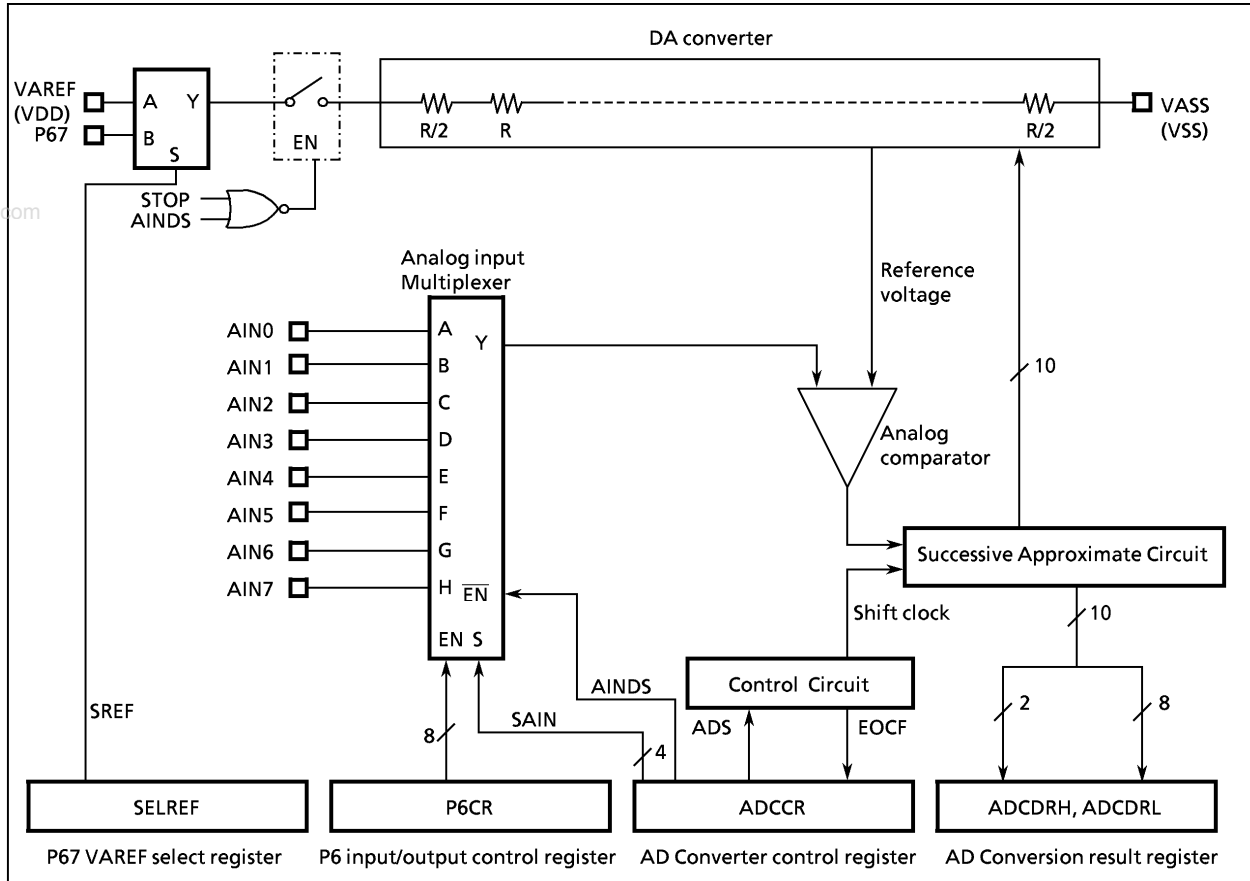 DA converter
VAREF
(VDD)
P67
A
Y
B
S
EN
R/2
R
R/2
VASS
(VSS)
STOP
AINDS
com
Analog input
Multiplexer
Reference
voltage
AIN0
AIN1
AIN2
AIN3
AIN4
AIN5
AIN6
AIN7
A
B
C
D
E
F
G
H
Y
EN
EN S
10
Analog
comparator
Successive Approximate Circuit
Shift clock
10
Control Circuit
AINDS
SREF
SAIN
8
4
ADS
EOCF
2
8
SELREF
P6CR
ADCCR
ADCDRH, ADCDRL
P67 VAREF select register
P6 input/output control register
AD Converter control register
AD Conversion result register